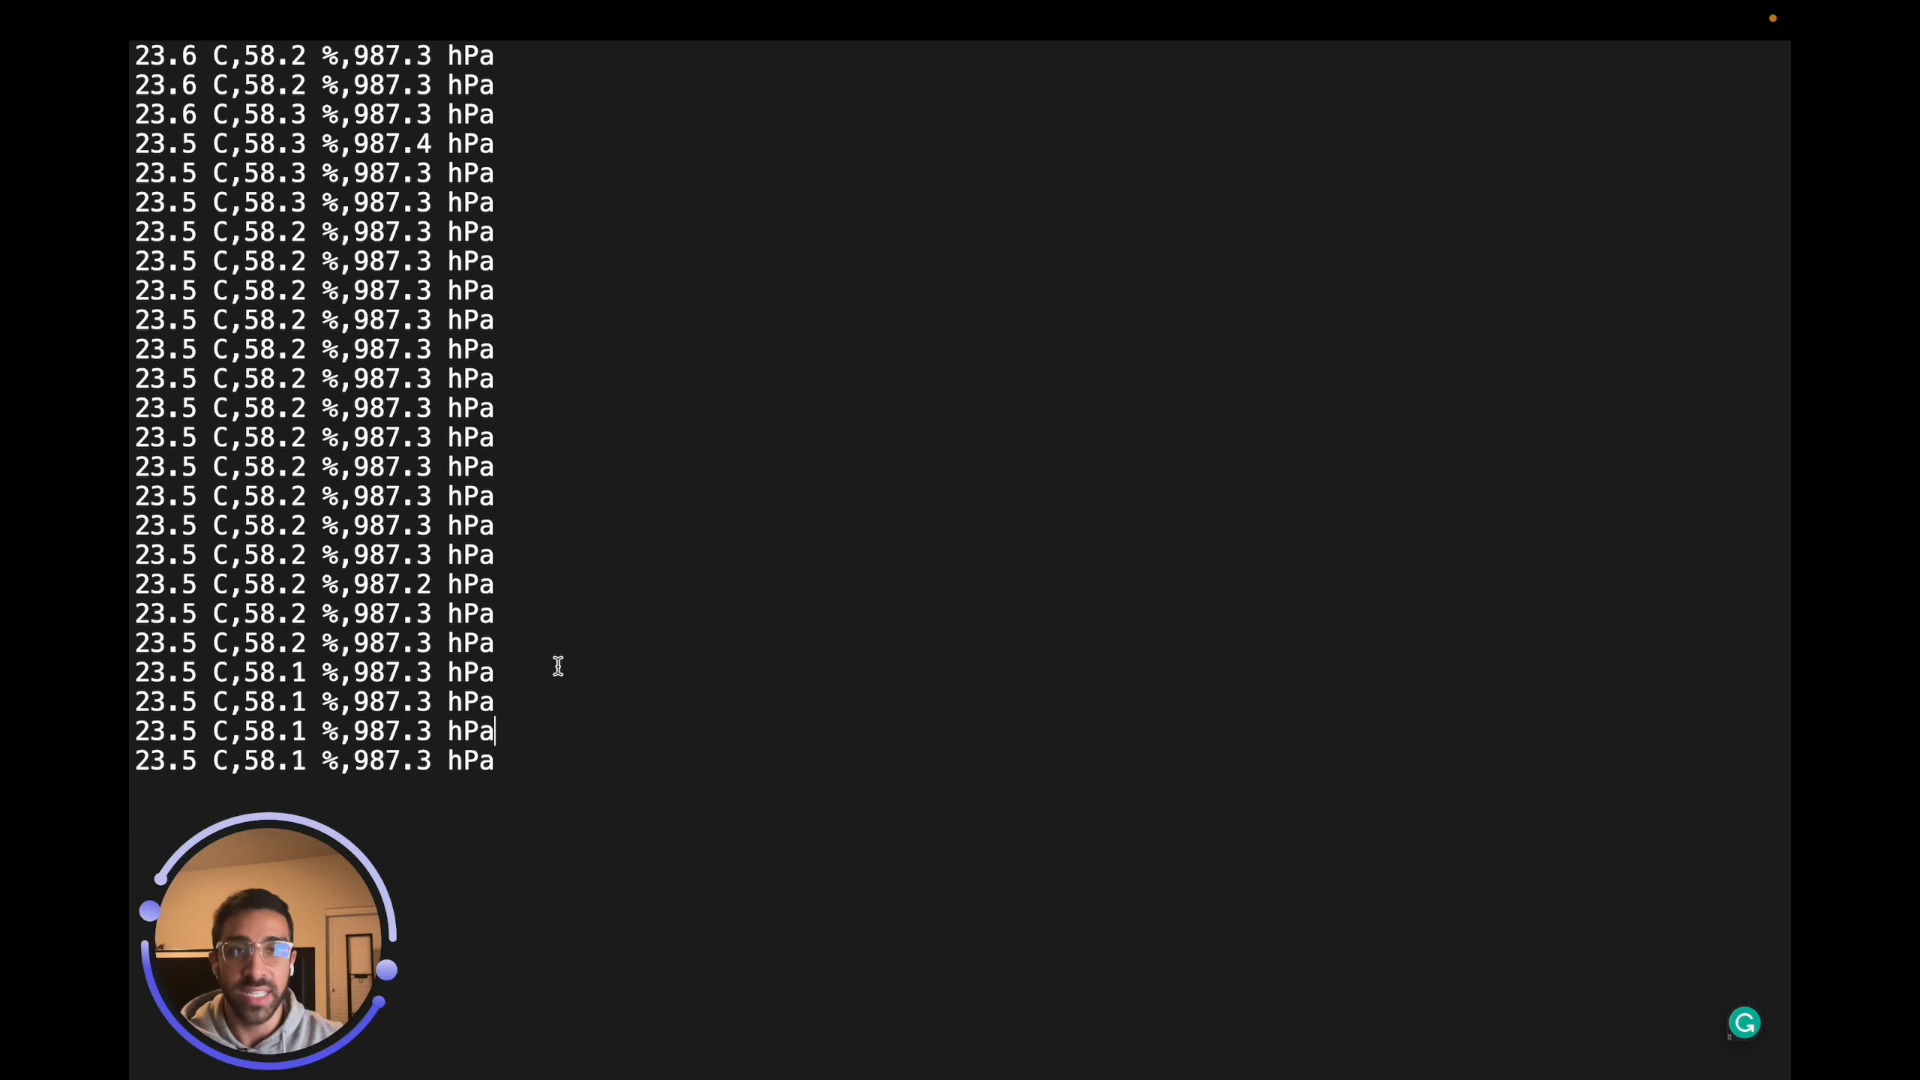 23.6 C,58.2 %,987.3 hPa
23.6 C,58.2 %,987.3 hPa
23.6 C,58.3 %,987.3 hPa
23.5 C,58.3 %,987.4 hPa
23.5 C,58.3 %,987.3 hPa
23.5 C,58.3 %,987.3 hPa
23.5 C,58.2 %,987.3 hPa
23.5 C,58.2 %,987.3 hPa
23.5 C,58.2 %,987.3 hPa
23.5 C,58.2 %,987.3 hPa
23.5 C,58.2 %,987.3 hPa
23.5 C,58.2 %,987.3 hPa
23.5 C,58.2 %,987.3 hPa
23.5 C,58.2 %,987.3 hPa
23.5 C,58.2 %,987.3 hPa
23.5 C,58.2 %,987.3 hPa
23.5 C,58.2 %,987.3 hPa
23.5 C,58.2 %,987.3 hPa
23.5 C,58.2 %,987.2 hPa
23.5 C,58.2 %,987.3 hPa
23.5 C,58.2 %,987.3 hPa
23.5 C,58.1 %,987.3 hPa
23.5 C,58.1 %,987.3 hPa
23.5 C,58.1 %,987.3 hPa
23.5 C,58.1 %,987.3 hPa